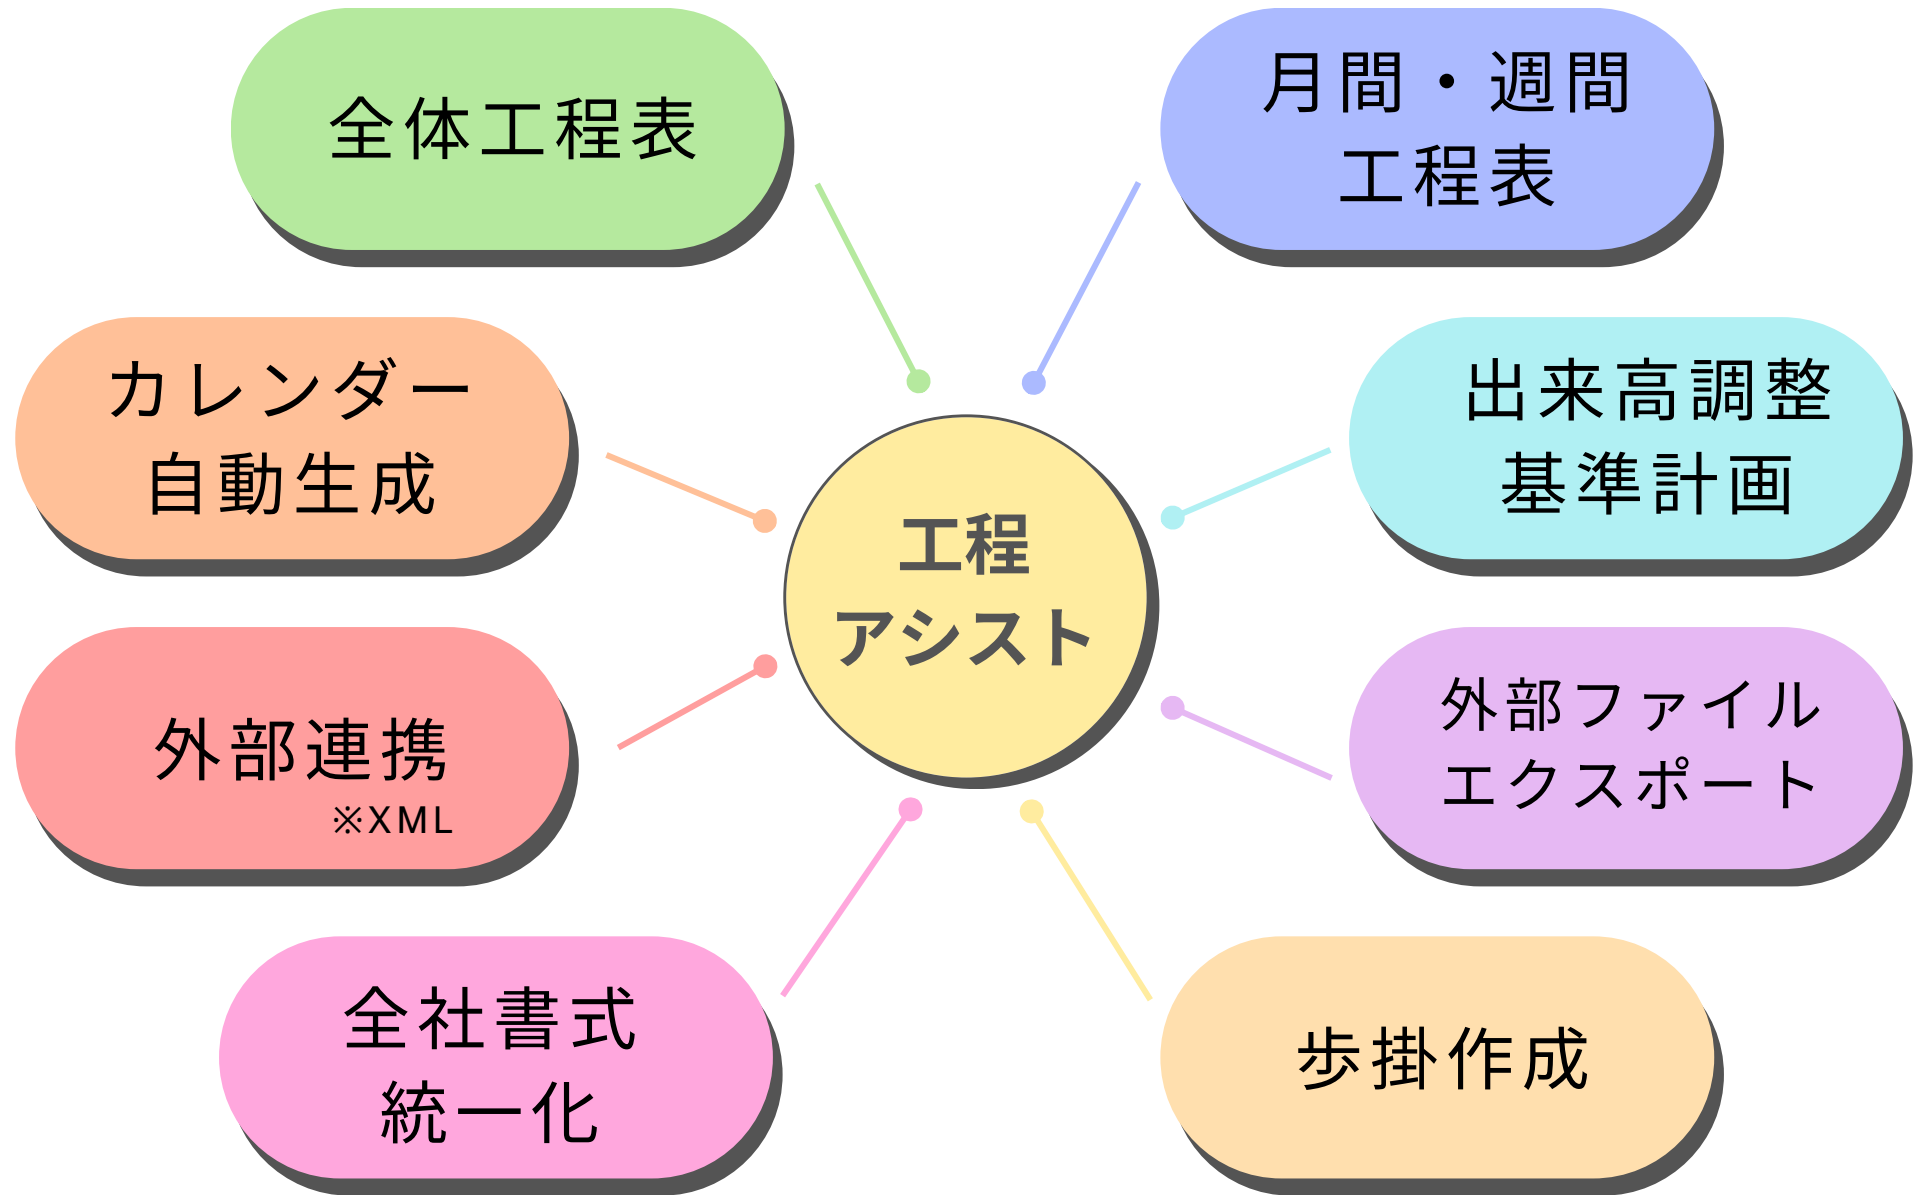 全体工程表
月間・週間
工程表
カレンダー
自動生成
出来高調整
基準計画
工程
アシスト
外部連携
※XML
外部ファイル
エクスポート
全社書式
統一化
歩掛作成